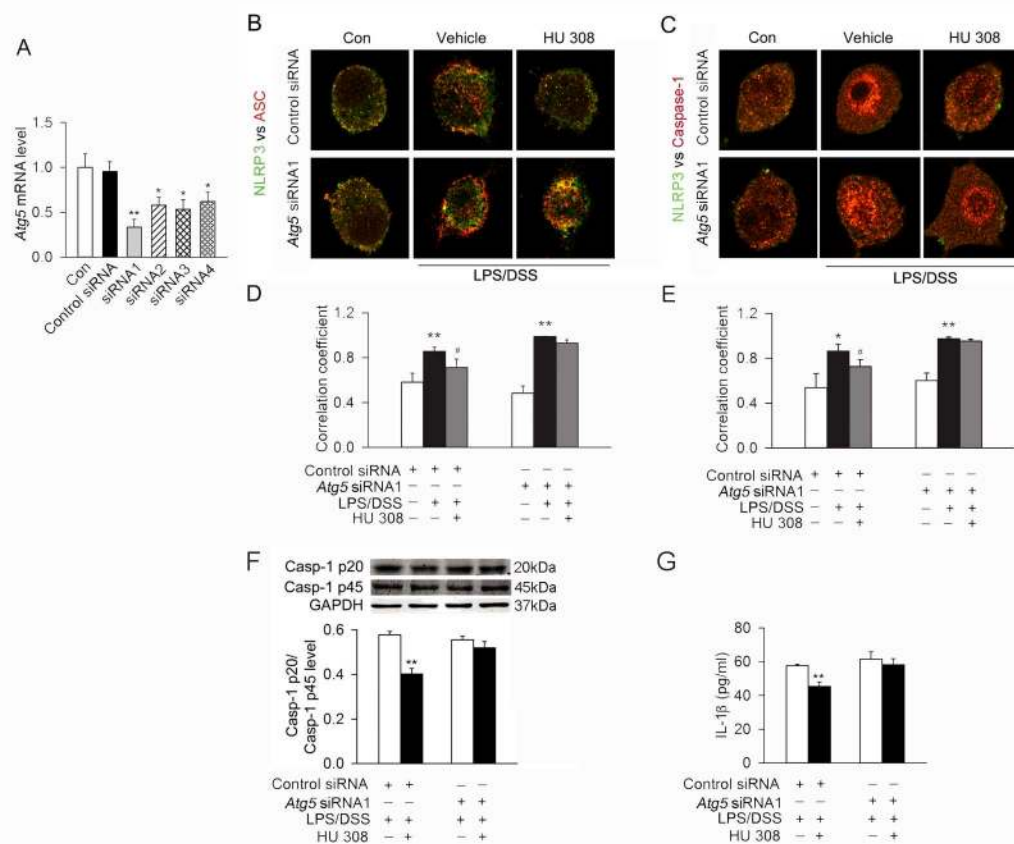 A
Atg5 mRNA level
1.5
1.0
0.5
0.0
**
*
*
*
Con
Control siRNA
siRNA1
siRNA2
siRNA3
siRNA4
B
Con Vehicle HU 308
NLRP3 vs ASC
Control siRNA
Atg5 siRNA1
LPS/DSS
C
Con Vehicle HU 308
NLRP3 vs Caspase-1
Control siRNA
Atg5 siRNA1
LPS/DSS
D
Correlation coefficient
1.2
0.8
0.4
0.0
** # **
Control siRNA + + + − − −
Atg5 siRNA1 − − − + + +
LPS/DSS − + + − + +
HU 308 − − + − − +
E
Correlation coefficient
1.2
0.8
0.4
0.0
* # **
Control siRNA + + + − − −
Atg5 siRNA1 − − − + + +
LPS/DSS − + + − + +
HU 308 − − + − − +
F
Casp-1 p20 20kDa
Casp-1 p45 45kDa
GAPDH 37kDa
Casp-1 p20/
Casp-1 p45 level
0.6
0.4
0.2
0.0
**
Control siRNA + + − −
Atg5 siRNA1 − − + +
LPS/DSS + + + +
HU 308 − + − +
G
IL-1β (pg/ml)
80
60
40
20
0
**
Control siRNA + + − −
Atg5 siRNA1 − − + +
LPS/DSS + + + +
HU 308 − + − +